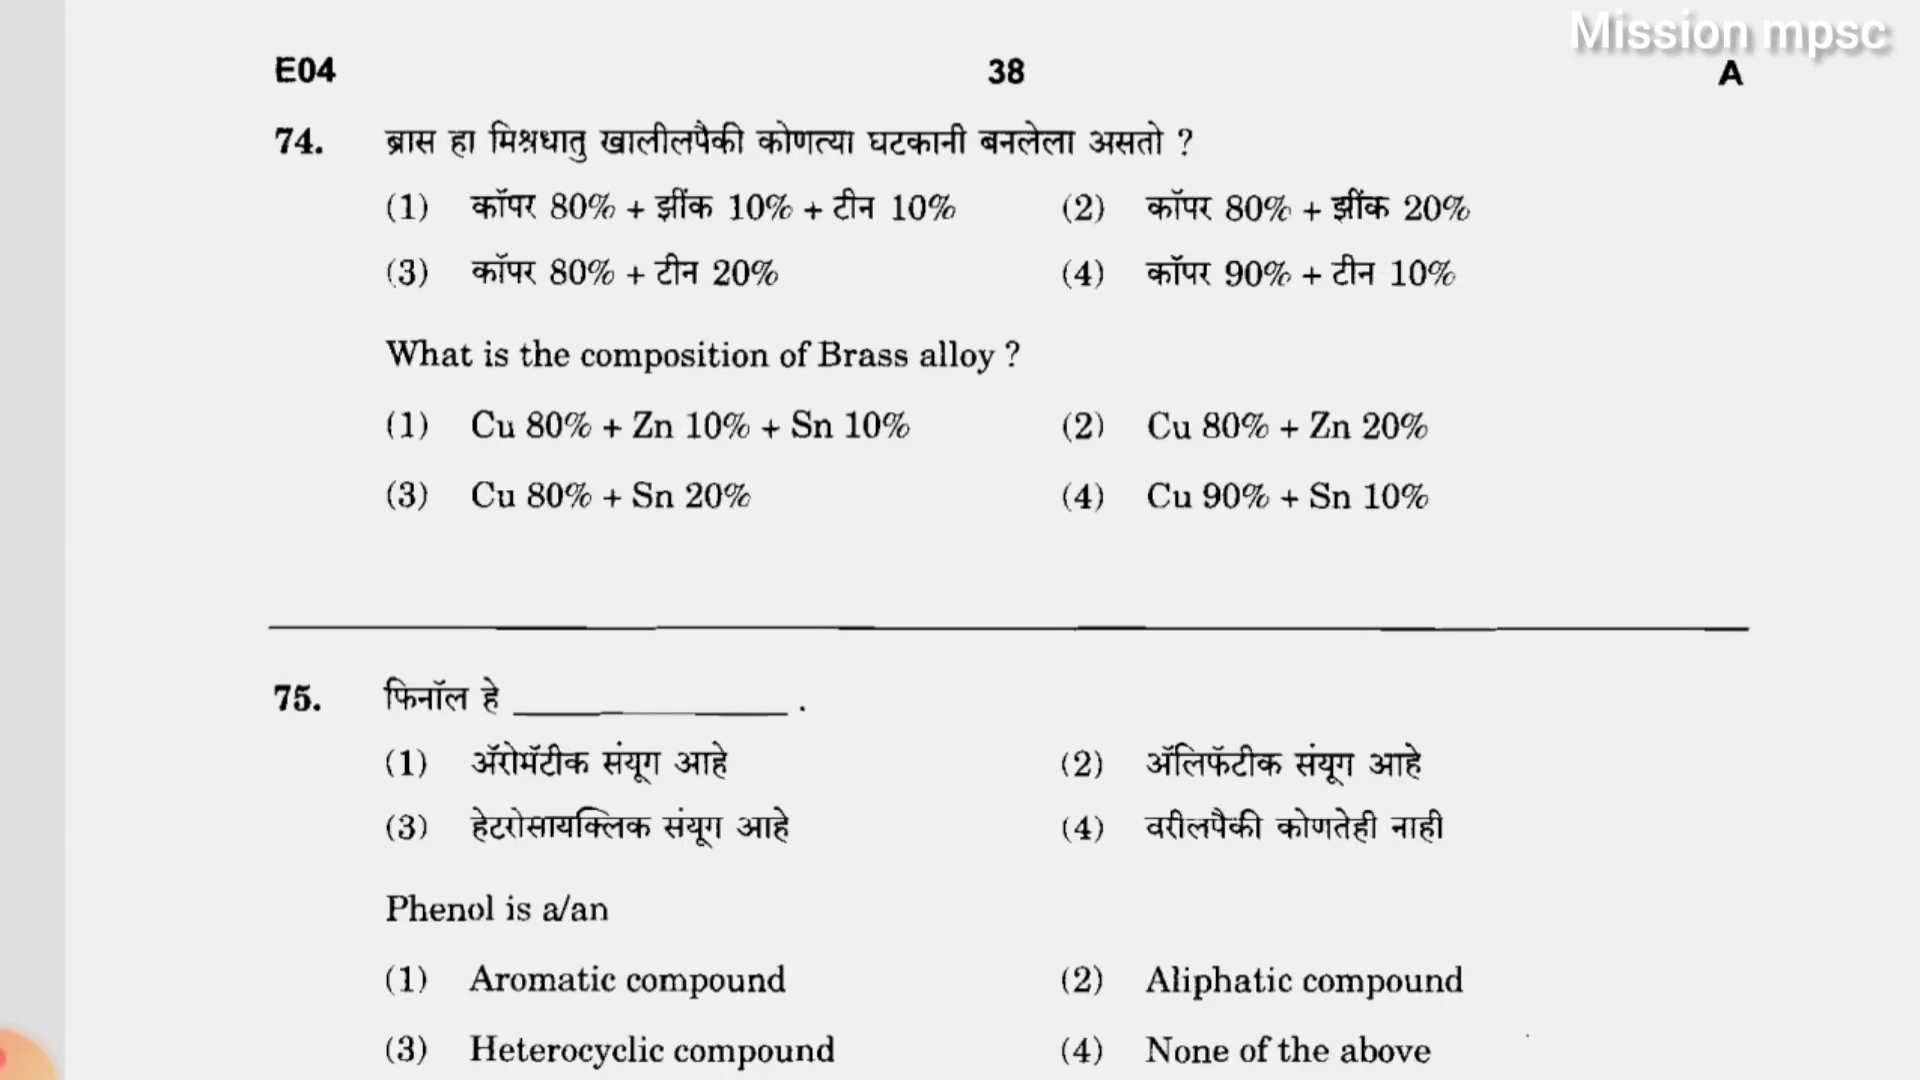 Mission mpsc
E04 38 A
74. ब्रास हा मिश्रधातु खालीलपैकी कोणत्या घटकानी बनलेला असतो ?
(1) कॉपर 80% + झींक 10% + टीन 10% (2) कॉपर 80% + झींक 20%
(3) कॉपर 80% + टीन 20% (4) कॉपर 90% + टीन 10%
What is the composition of Brass alloy ?
(1) Cu 80% + Zn 10% + Sn 10% (2) Cu 80% + Zn 20%
(3) Cu 80% + Sn 20% (4) Cu 90% + Sn 10%
75. फिनॉल हे ____________ .
(1) ॲरोमॅटीक संयूग आहे (2) ॲलिफॅटीक संयूग आहे
(3) हेटरोसायक्लिक संयूग आहे (4) वरीलपैकी कोणतेही नाही
Phenol is a/an
(1) Aromatic compound (2) Aliphatic compound
(3) Heterocyclic compound (4) None of the above